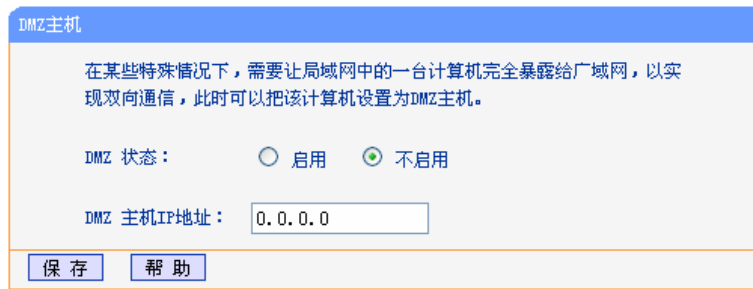 DMZ主机
在某些特殊情况下，需要让局域网中的一台计算机完全暴露给广域网，以实
现双向通信，此时可以把该计算机设置为DMZ主机。
DMZ 状态： 启用 不启用
DMZ 主机IP地址： 0.0.0.0
保 存 帮 助